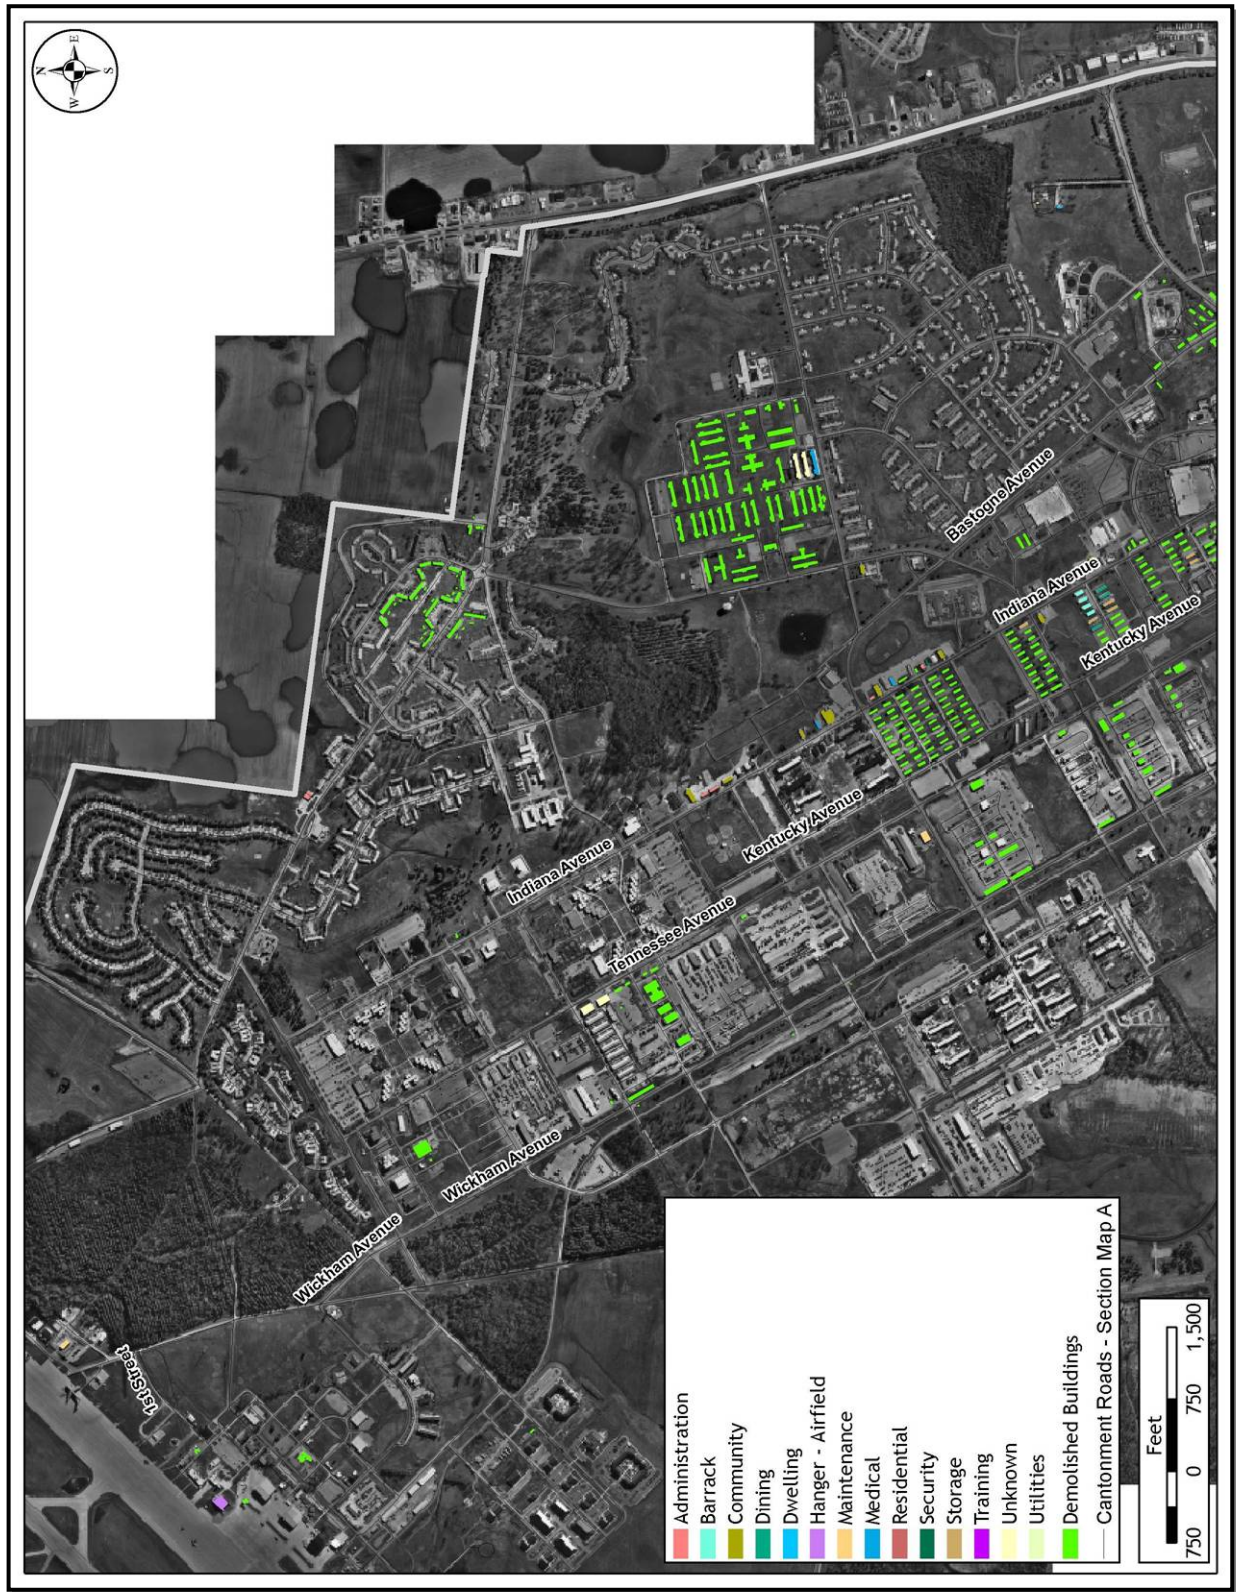 N
W E
S
1st Street
Wickham Avenue
Wickham Avenue
Indiana Avenue
Tennessee Avenue
Kentucky Avenue
Bastogne Avenue
Indiana Avenue
Kentucky Avenue
Administration
Barrack
Community
Dining
Dwelling
Hanger - Airfield
Maintenance
Medical
Residential
Security
Storage
Training
Unknown
Utilities
Demolished Buildings
Cantonment Roads - Section Map A
Feet
750 0 750 1,500